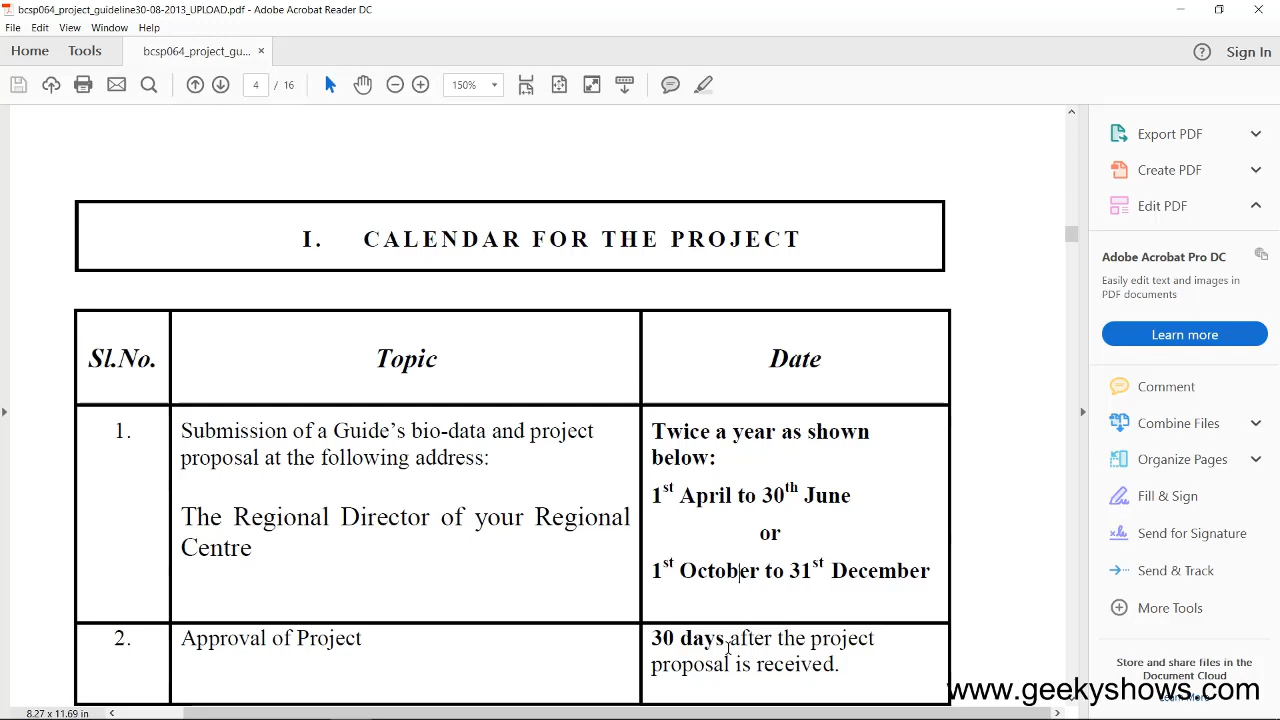 bcsp064_project_guideline30-08-2013_UPLOAD.pdf - Adobe Acrobat Reader DC
File Edit View Window Help
Home Tools bcsp064_project_gu... × Sign In
4 / 16 150%
I. CALENDAR FOR THE PROJECT
Sl.No. Topic Date
1. Submission of a Guide's bio-data and project
proposal at the following address:
The Regional Director of your Regional
Centre
Twice a year as shown
below:
1st April to 30th June
or
1st October to 31st December
2. Approval of Project
30 days after the project
proposal is received.
8.27 x 11.69 in
Export PDF
Create PDF
Edit PDF
Adobe Acrobat Pro DC
Easily edit text and images in
PDF documents
Learn more
Comment
Combine Files
Organize Pages
Fill & Sign
Send for Signature
Send & Track
More Tools
Store and share files in the
Document Cloud
Learn More
www.geekyshows.com